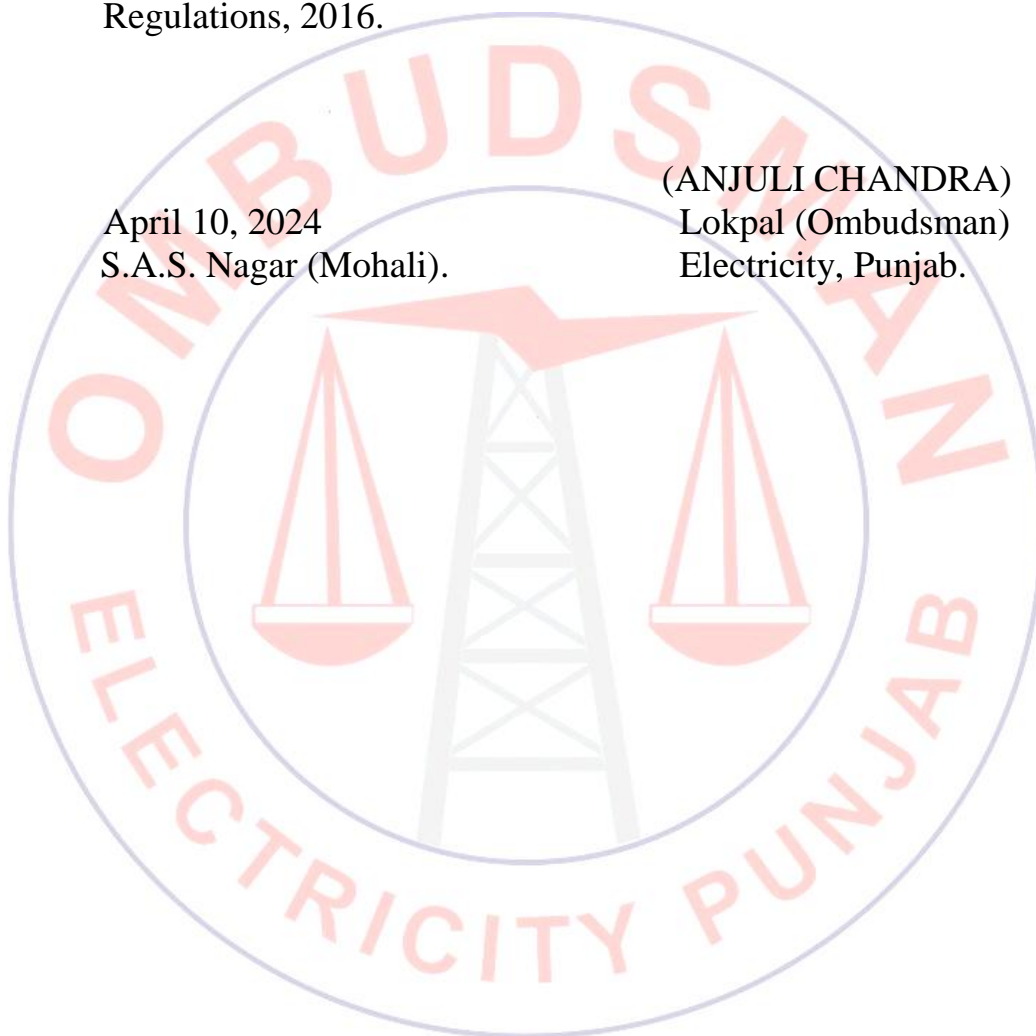 Regulations, 2016.
(ANJULI CHANDRA)
April 10, 2024 Lokpal (Ombudsman)
S.A.S. Nagar (Mohali). Electricity, Punjab.
OMBUDSMAN
ELECTRICITY PUNJAB